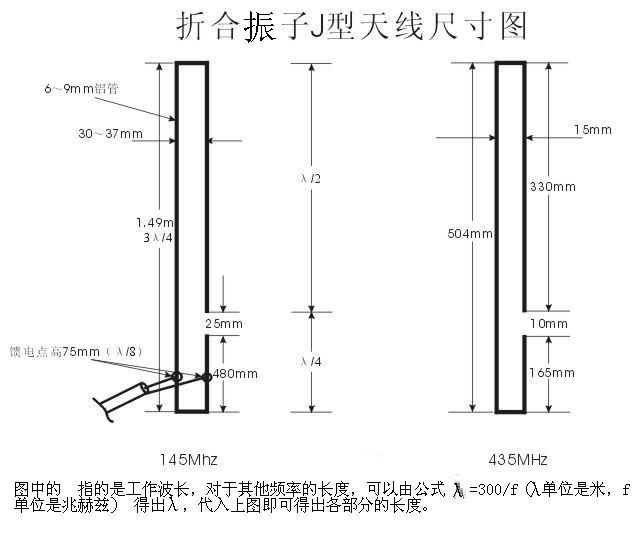 折合振子J型天线尺寸图
6～9mm铝管
30～37mm
15mm
λ/2
330mm
1.49m
3λ/4
504mm
25mm
10mm
馈电点高75mm（λ/8）
480mm
λ/4
165mm
145Mhz
435MHz
图中的 指的是工作波长，对于其他频率的长度，可以由公式 λ=300/f（λ单位是米，f
单位是兆赫兹） 得出λ，代入上图即可得出各部分的长度。